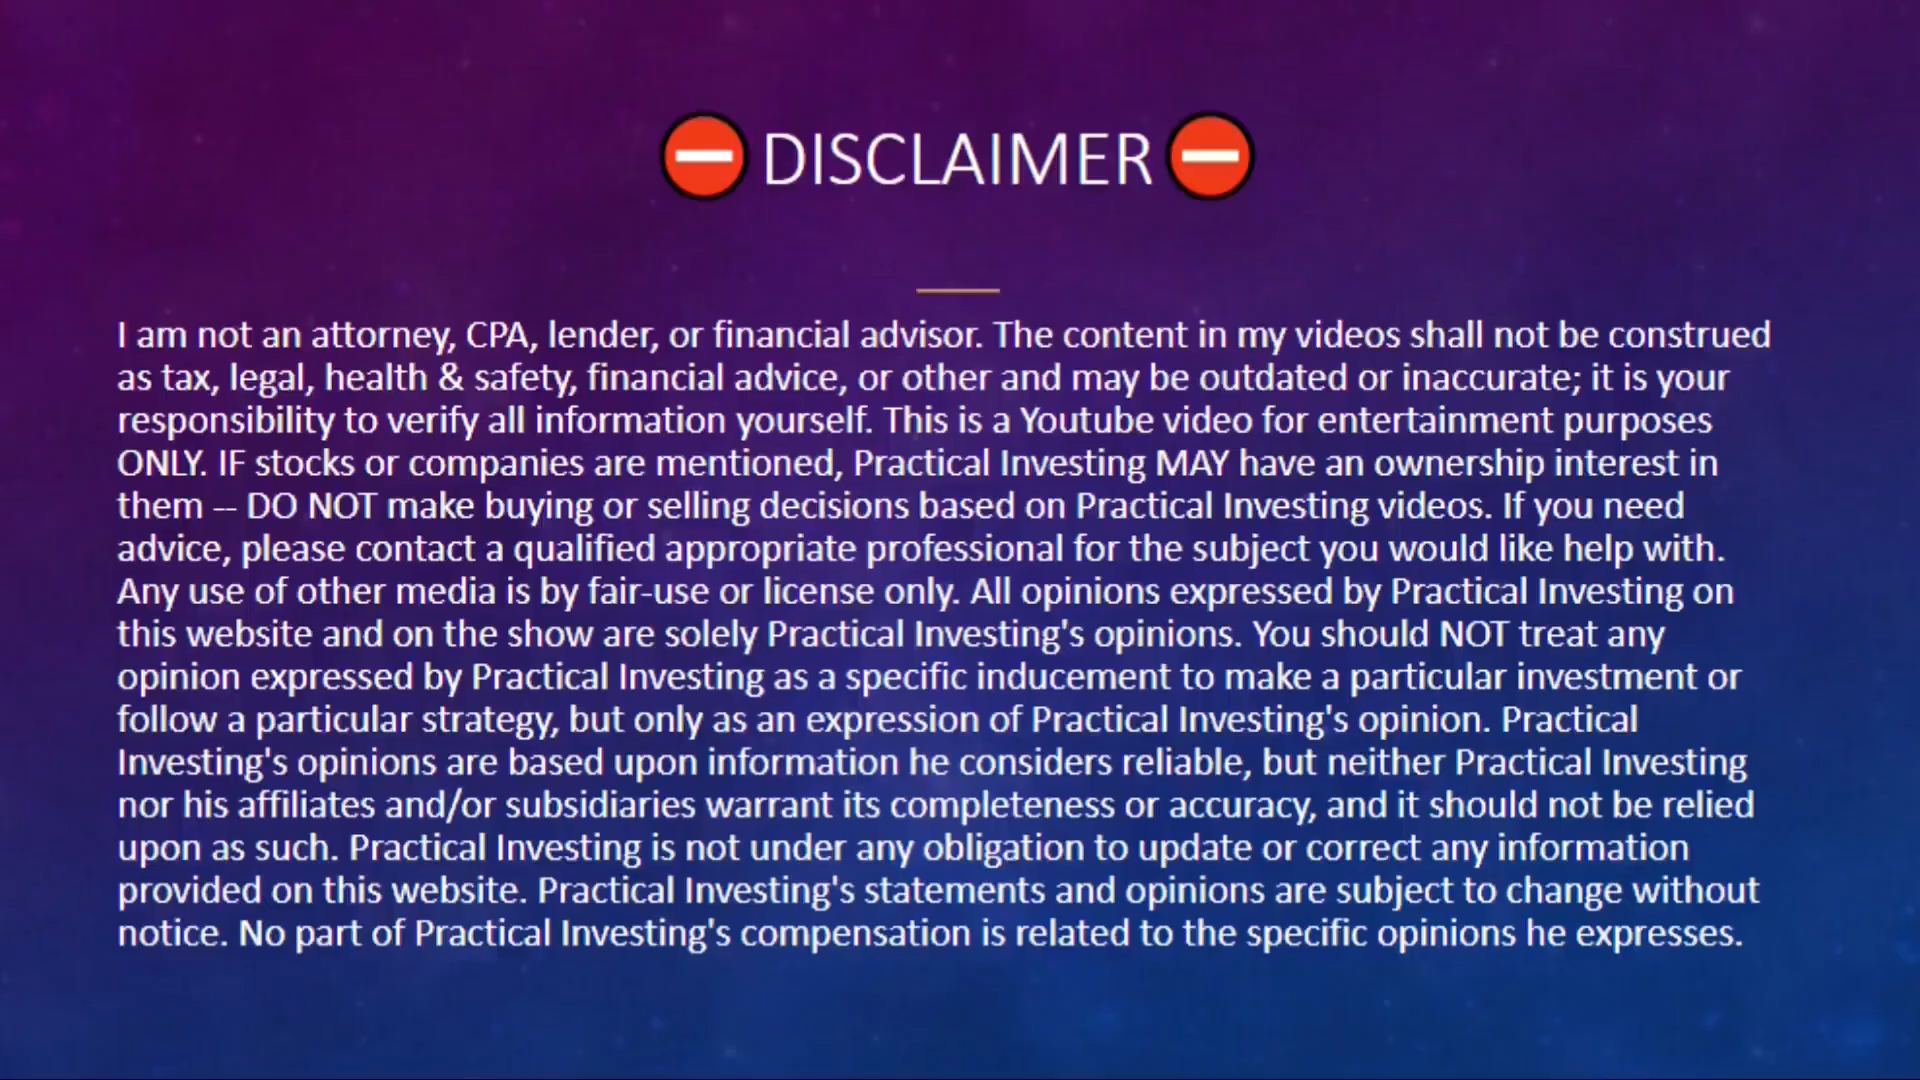 ⛔DISCLAIMER⛔
I am not an attorney, CPA, lender, or financial advisor. The content in my videos shall not be construed
as tax, legal, health & safety, financial advice, or other and may be outdated or inaccurate; it is your
responsibility to verify all information yourself. This is a Youtube video for entertainment purposes
ONLY. IF stocks or companies are mentioned, Practical Investing MAY have an ownership interest in
them -- DO NOT make buying or selling decisions based on Practical Investing videos. If you need
advice, please contact a qualified appropriate professional for the subject you would like help with.
Any use of other media is by fair-use or license only. All opinions expressed by Practical Investing on
this website and on the show are solely Practical Investing's opinions. You should NOT treat any
opinion expressed by Practical Investing as a specific inducement to make a particular investment or
follow a particular strategy, but only as an expression of Practical Investing's opinion. Practical
Investing's opinions are based upon information he considers reliable, but neither Practical Investing
nor his affiliates and/or subsidiaries warrant its completeness or accuracy, and it should not be relied
upon as such. Practical Investing is not under any obligation to update or correct any information
provided on this website. Practical Investing's statements and opinions are subject to change without
notice. No part of Practical Investing's compensation is related to the specific opinions he expresses.